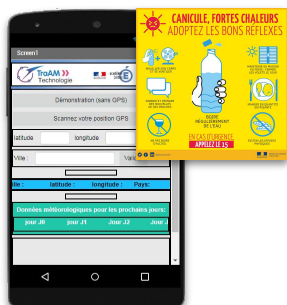 Screen1
TraAM
Technologie
Démonstration (sans GPS)
Scannez votre position GPS
latitude
longitude
Ville :
Vali
lle :
latitude :
longitude :
Pays:
Données météorologiques pour les prochains jours:
jour J0
jour J1
Jour J2
Jour J
CANICULE, FORTES CHALEURS
ADOPTEZ LES BONS RÉFLEXES
BOIRE
RÉGULIÈREMENT
DE L'EAU
EN CAS D'URGENCE,
APPELEZ LE 15